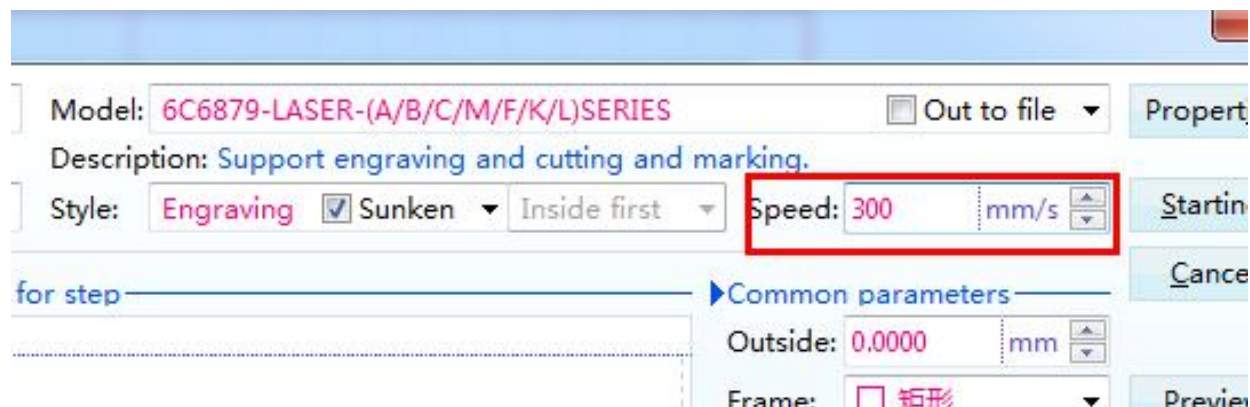 Model: 6C6879-LASER-(A/B/C/M/F/K/L)SERIES Out to file
Description: Support engraving and cutting and marking.
Style: Engraving Sunken Inside first Speed: 300 mm/s
for step
Common parameters
Outside: 0.0000 mm
Frame: 矩形
Propert
Startin
Cance
Preview